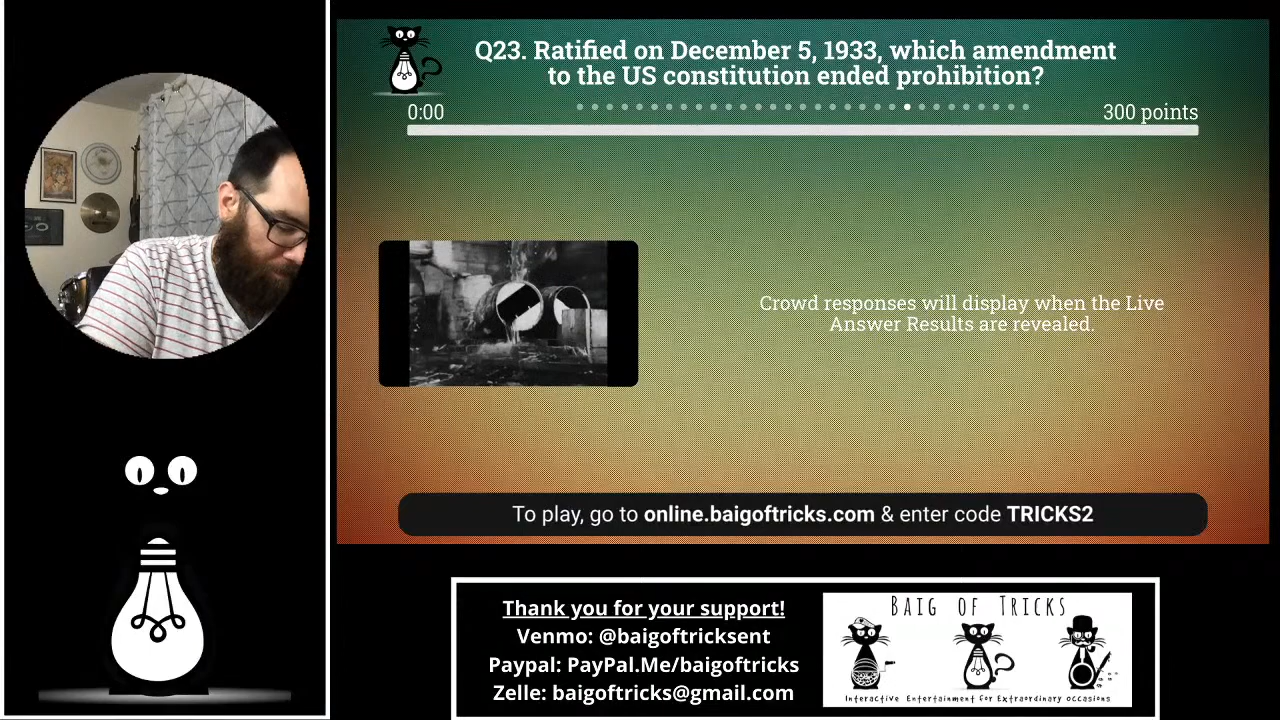 Q23. Ratified on December 5, 1933, which amendment
to the US constitution ended prohibition?
0:00
300 points
Crowd responses will display when the Live
Answer Results are revealed.
To play, go to online.baigoftricks.com & enter code TRICKS2
Thank you for your support!
Venmo: @baigoftricksent
Paypal: PayPal.Me/baigoftricks
Zelle: baigoftricks@gmail.com
BAIG OF TRICKS
Interactive Entertainment for Extraordinary occasions